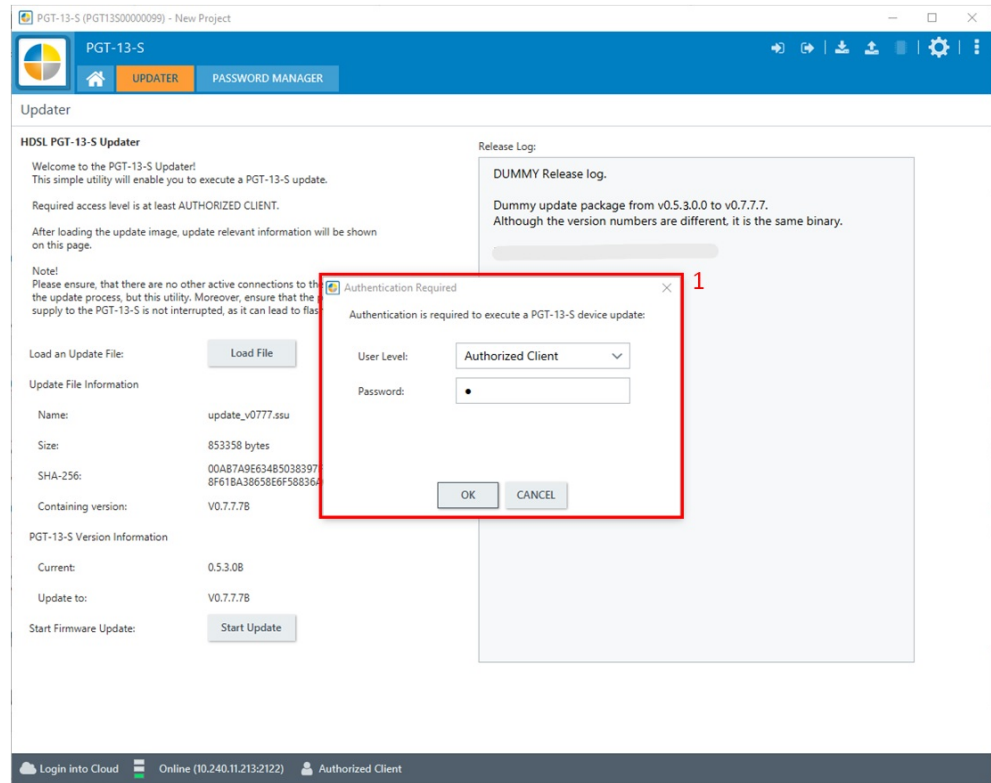 PGT-13-S (PGT13S00000099) - New Project
PGT-13-S
UPDATER
PASSWORD MANAGER
Updater
HDSL PGT-13-S Updater
Welcome to the PGT-13-S Updater!
This simple utility will enable you to execute a PGT-13-S update.
Required access level is at least AUTHORIZED CLIENT.
After loading the update image, update relevant information will be shown
on this page.
Note!
Please ensure, that there are no other active connections to the
the update process, but this utility. Moreover, ensure that the
supply to the PGT-13-S is not interrupted, as it can lead to
Load an Update File:
Load File
Update File Information
Name:
update_v0777.ssu
Size:
853358 bytes
SHA-256:
00AB7A9E634B5038397
8F61BA38658E6F58836
Containing version:
V0.7.7.7B
PGT-13-S Version Information
Current:
0.5.3.0B
Update to:
V0.7.7.7B
Start Firmware Update:
Start Update
Release Log:
DUMMY Release log.
Dummy update package from v0.5.3.0.0 to v0.7.7.7.
Although the version numbers are different, it is the same binary.
1
Authentication Required
Authentication is required to execute a PGT-13-S device update:
User Level:
Authorized Client
Password:
OK
CANCEL
Login into Cloud
Online (10.240.11.213:2122)
Authorized Client